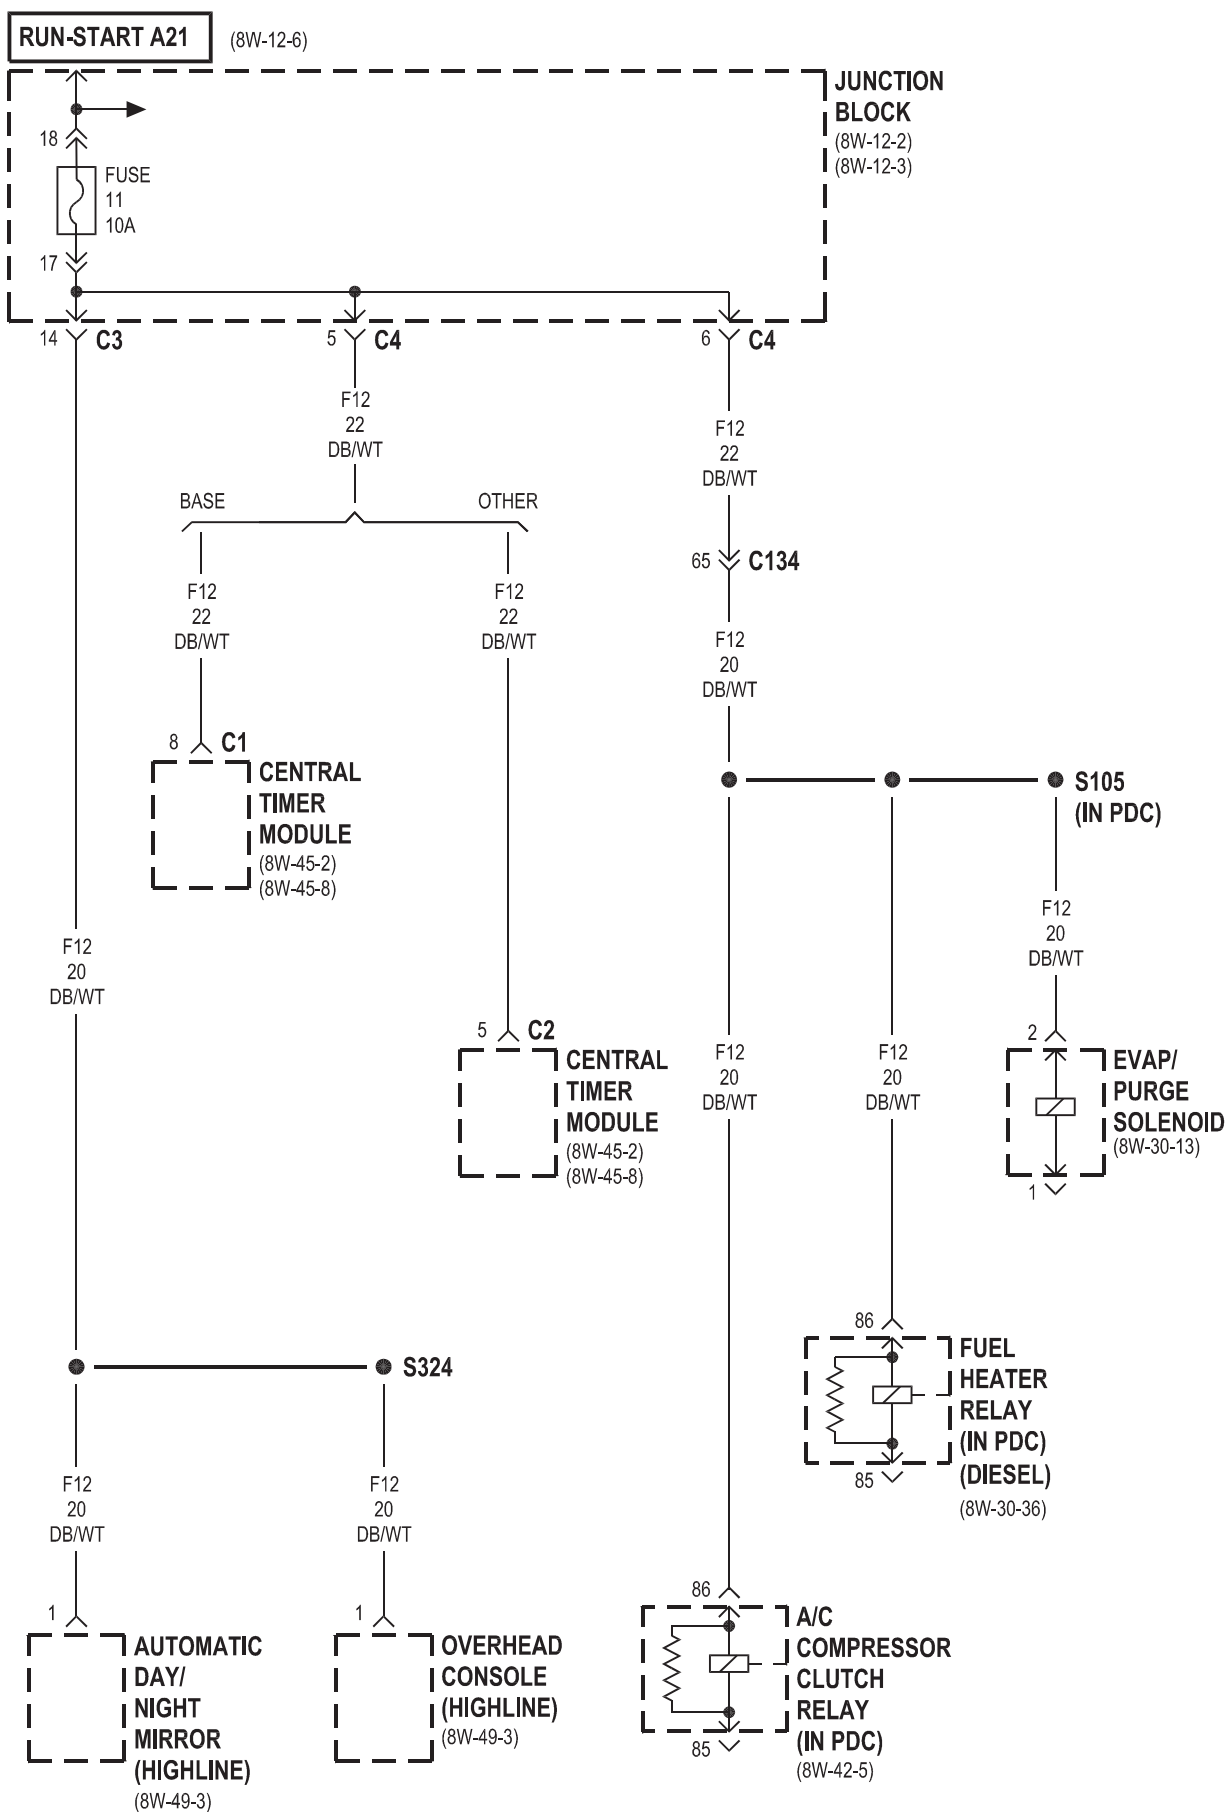 RUN-START A21
(8W-12-6)
JUNCTION
BLOCK
(8W-12-2)
(8W-12-3)
18
FUSE
11
10A
17
14
C3
5
C4
6
C4
F12
22
DB/WT
F12
22
DB/WT
BASE
OTHER
65
C134
F12
22
DB/WT
F12
22
DB/WT
F12
20
DB/WT
8
C1
CENTRAL
TIMER
MODULE
(8W-45-2)
(8W-45-8)
S105
(IN PDC)
F12
20
DB/WT
F12
20
DB/WT
5
C2
CENTRAL
TIMER
MODULE
(8W-45-2)
(8W-45-8)
F12
20
DB/WT
F12
20
DB/WT
2
EVAP/
PURGE
SOLENOID
(8W-30-13)
1
86
FUEL
HEATER
RELAY
(IN PDC)
(DIESEL)
(8W-30-36)
85
S324
F12
20
DB/WT
F12
20
DB/WT
1
AUTOMATIC
DAY/
NIGHT
MIRROR
(HIGHLINE)
(8W-49-3)
1
OVERHEAD
CONSOLE
(HIGHLINE)
(8W-49-3)
86
A/C
COMPRESSOR
CLUTCH
RELAY
(IN PDC)
(8W-42-5)
85